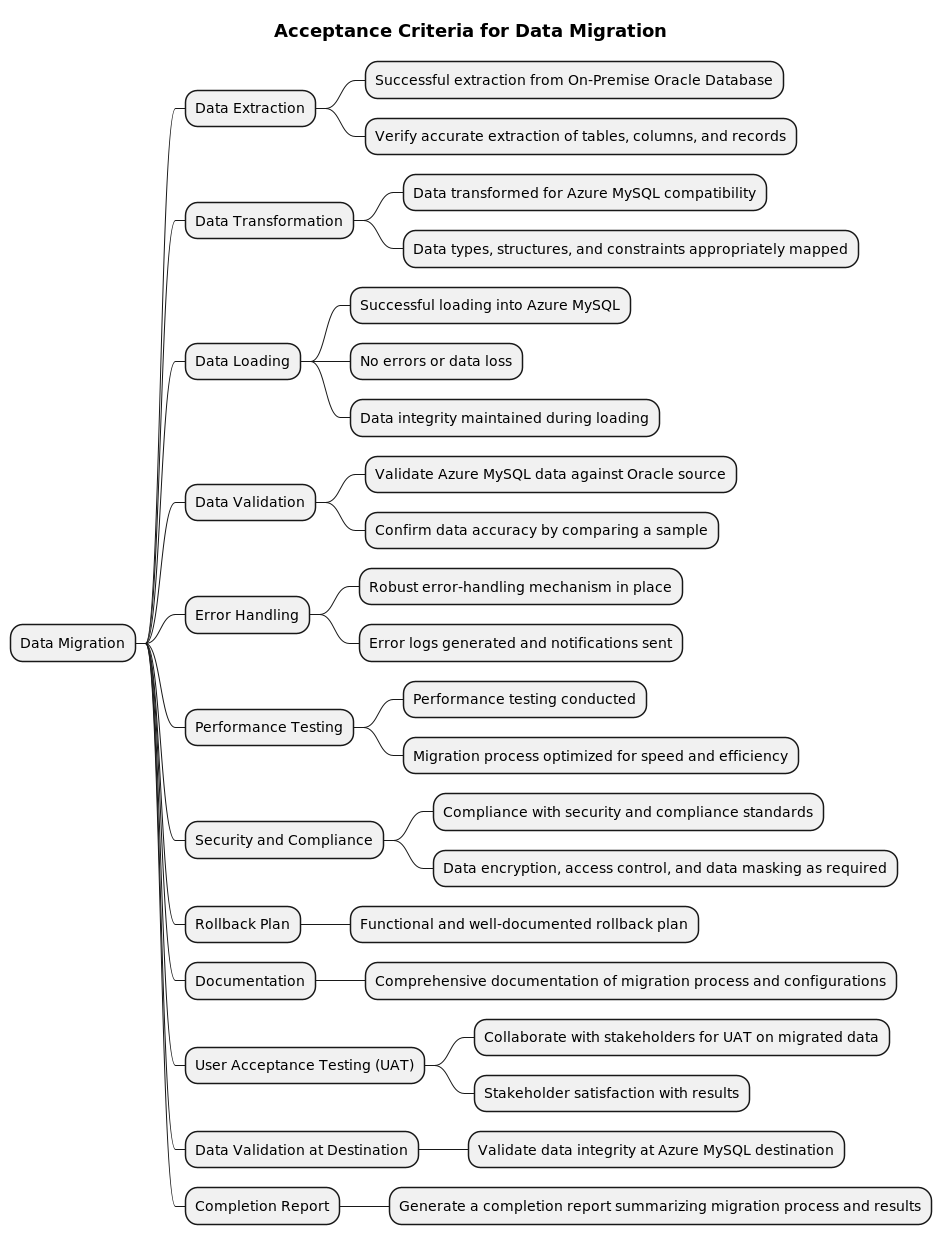 Acceptance Criteria for Data Migration
Data Migration
Data Extraction
Successful extraction from On-Premise Oracle Database
Verify accurate extraction of tables, columns, and records
Data Transformation
Data transformed for Azure MySQL compatibility
Data types, structures, and constraints appropriately mapped
Data Loading
Successful loading into Azure MySQL
No errors or data loss
Data integrity maintained during loading
Data Validation
Validate Azure MySQL data against Oracle source
Confirm data accuracy by comparing a sample
Error Handling
Robust error-handling mechanism in place
Error logs generated and notifications sent
Performance Testing
Performance testing conducted
Migration process optimized for speed and efficiency
Security and Compliance
Compliance with security and compliance standards
Data encryption, access control, and data masking as required
Rollback Plan
Functional and well-documented rollback plan
Documentation
Comprehensive documentation of migration process and configurations
User Acceptance Testing (UAT)
Collaborate with stakeholders for UAT on migrated data
Stakeholder satisfaction with results
Data Validation at Destination
Validate data integrity at Azure MySQL destination
Completion Report
Generate a completion report summarizing migration process and results